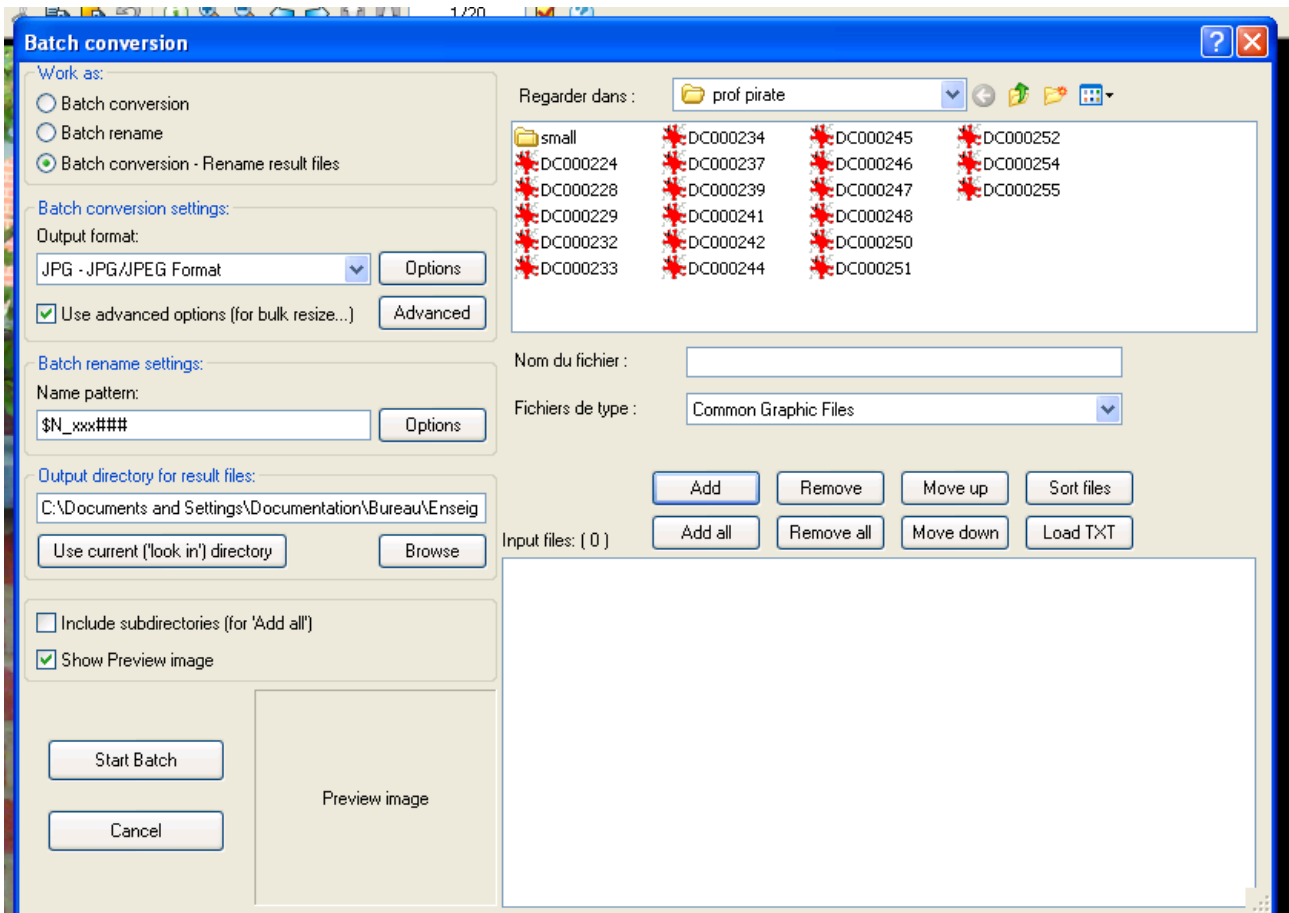 1/20
Batch conversion
Work as:
Batch conversion
Batch rename
Batch conversion - Rename result files
Batch conversion settings:
Output format:
JPG - JPG/JPEG Format
Options
Use advanced options (for bulk resize...)
Advanced
Batch rename settings:
Name pattern:
$N_xxx###
Options
Output directory for result files:
C:\Documents and Settings\Documentation\Bureau\Enseig
Use current ('look in') directory
Browse
Include subdirectories (for 'Add all')
Show Preview image
Start Batch
Cancel
Preview image
Regarder dans :
prof pirate
small DC000234 DC000245 DC000252
DC000224 DC000237 DC000246 DC000254
DC000228 DC000239 DC000247 DC000255
DC000229 DC000241 DC000248
DC000232 DC000242 DC000250
DC000233 DC000244 DC000251
Nom du fichier :
Fichiers de type :
Common Graphic Files
Add Remove Move up Sort files
Input files: ( 0 )
Add all Remove all Move down Load TXT